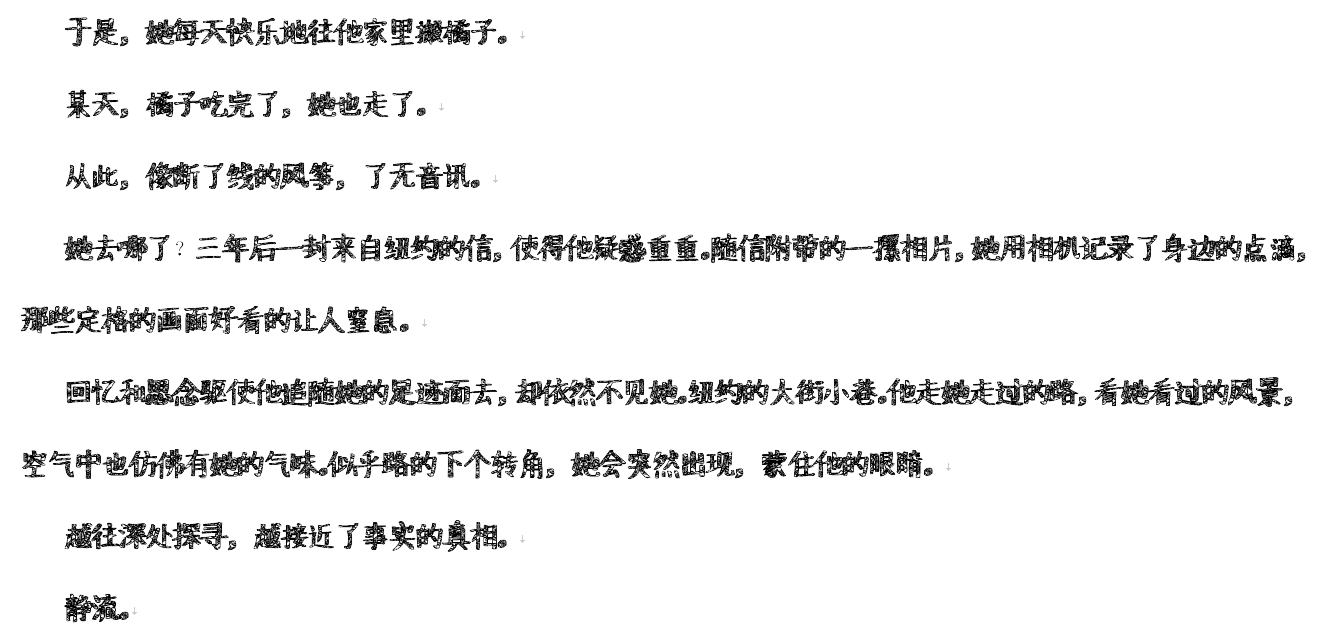 于是，她每天快乐地往他家里搬橘子。
某天，橘子吃完了，她也走了。
从此，像断了线的风筝，了无音讯。
她去哪了？三年后一封来自纽约的信，使得他疑惑重重。随信附带的一摞相片，她用相机记录了身边的点滴，
那些定格的画面好看的让人窒息。
回忆和思念驱使他追随她的足迹而去，却依然不见她。纽约的大街小巷。他走她走过的路，看她看过的风景，
空气中也仿佛有她的气味。似乎路的下个转角，她会突然出现，蒙住他的眼睛。
越往深处探寻，越接近了事实的真相。
静流。